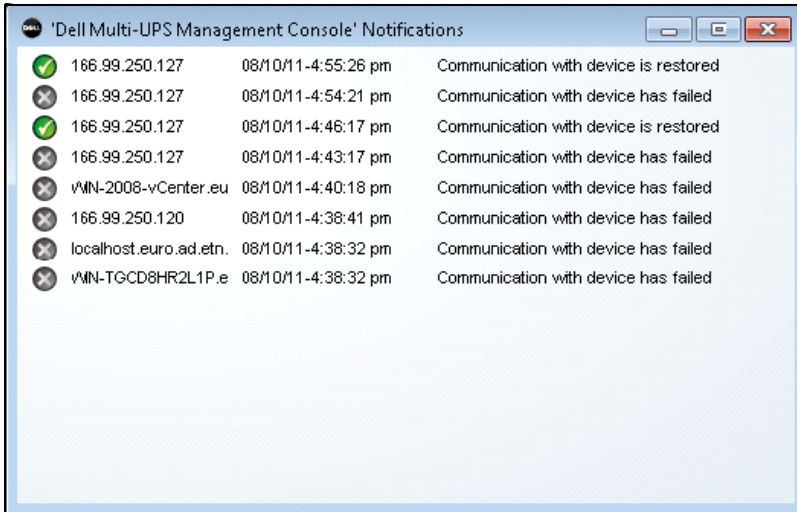 DELL 'Dell Multi-UPS Management Console' Notifications
166.99.250.127 08/10/11-4:55:26 pm Communication with device is restored
166.99.250.127 08/10/11-4:54:21 pm Communication with device has failed
166.99.250.127 08/10/11-4:46:17 pm Communication with device is restored
166.99.250.127 08/10/11-4:43:17 pm Communication with device has failed
WIN-2008-vCenter.eu 08/10/11-4:40:18 pm Communication with device has failed
166.99.250.120 08/10/11-4:38:41 pm Communication with device has failed
localhost.euro.ad.etn. 08/10/11-4:38:32 pm Communication with device has failed
WIN-TGCD8HR2L1P.e 08/10/11-4:38:32 pm Communication with device has failed